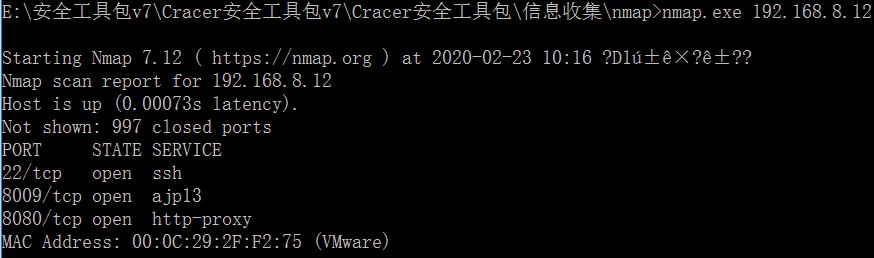 E:\安全工具包v7\Cracer安全工具包v7\Cracer安全工具包\信息收集\nmap>nmap.exe 192.168.8.12
Starting Nmap 7.12 ( https://nmap.org ) at 2020-02-23 10:16 ?Dlú±ê×?ê±??
Nmap scan report for 192.168.8.12
Host is up (0.00073s latency).
Not shown: 997 closed ports
PORT     STATE SERVICE
22/tcp   open  ssh
8009/tcp open  ajp13
8080/tcp open  http-proxy
MAC Address: 00:0C:29:2F:F2:75 (VMware)